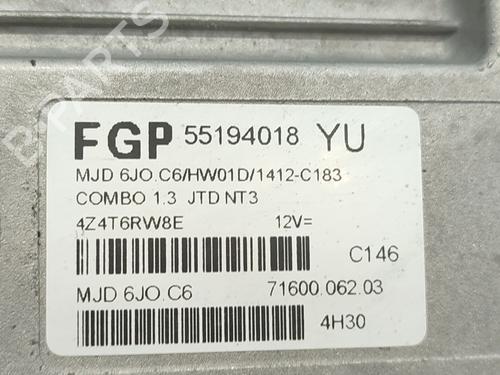 FGP 55194018 YU
MJD 6JO.C6/HW01D/1412-C183
COMBO 1.3 JTD NT3
4Z4T6RW8E 12V=
C146
MJD 6JO.C6 71600.062.03
4H30
B-PARTS